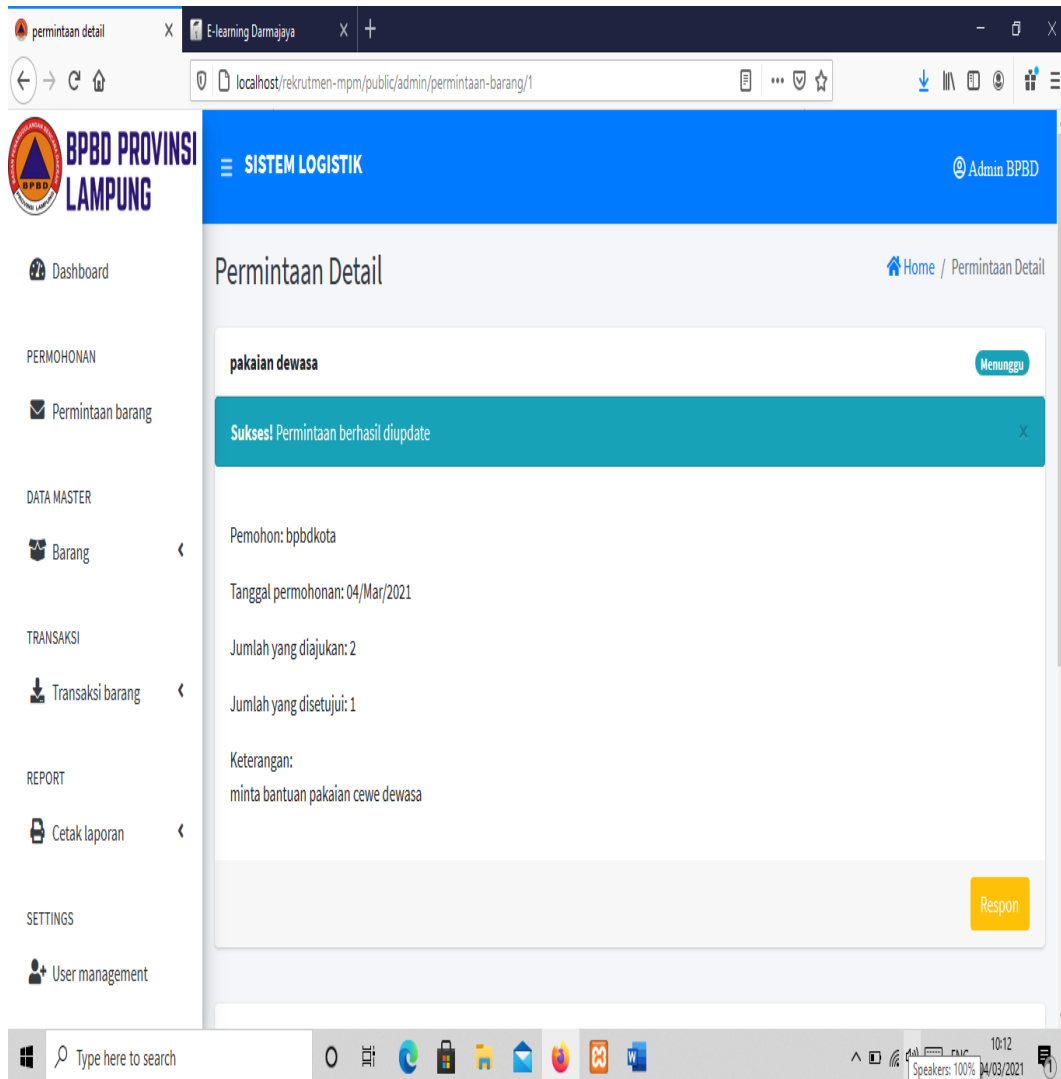 permintaan detail
E-learning Darmajaya
localhost/rekrutmen-mpm/public/admin/permintaan-barang/1
BPBD PROVINSI
LAMPUNG
BPBD
SISTEM LOGISTIK
Admin BPBD
Dashboard
PERMOHONAN
Permintaan barang
DATA MASTER
Barang
TRANSAKSI
Transaksi barang
REPORT
Cetak laporan
SETTINGS
User management
Permintaan Detail
Home / Permintaan Detail
pakaian dewasa
Menunggu
Sukses! Permintaan berhasil diupdate
x
Pemohon: bpbdkota
Tanggal permohonan: 04/Mar/2021
Jumlah yang diajukan: 2
Jumlah yang disetujui: 1
Keterangan:
minta bantuan pakaian cewe dewasa
Respon
Type here to search
10:12
04/03/2021
Speakers: 100%
1